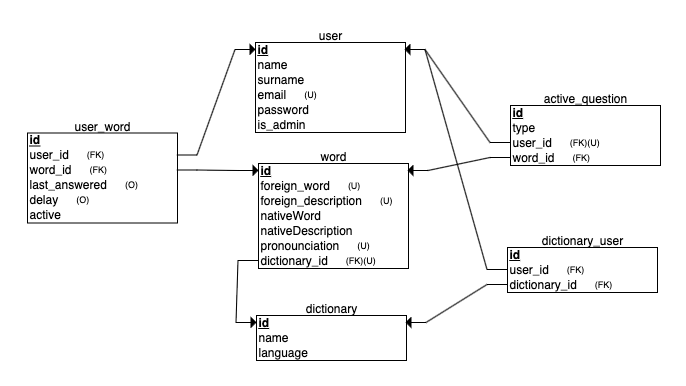 user
id
name
surname
email (U)
password
is_admin
active_question
id
type
user_id (FK)(U)
word_id (FK)
user_word
id
user_id (FK)
word_id (FK)
last_answered (O)
delay (O)
active
word
id
foreign_word (U)
foreign_description (U)
nativeWord
nativeDescription
pronounciation (U)
dictionary_id (FK)(U)
dictionary_user
id
user_id (FK)
dictionary_id (FK)
dictionary
id
name
language